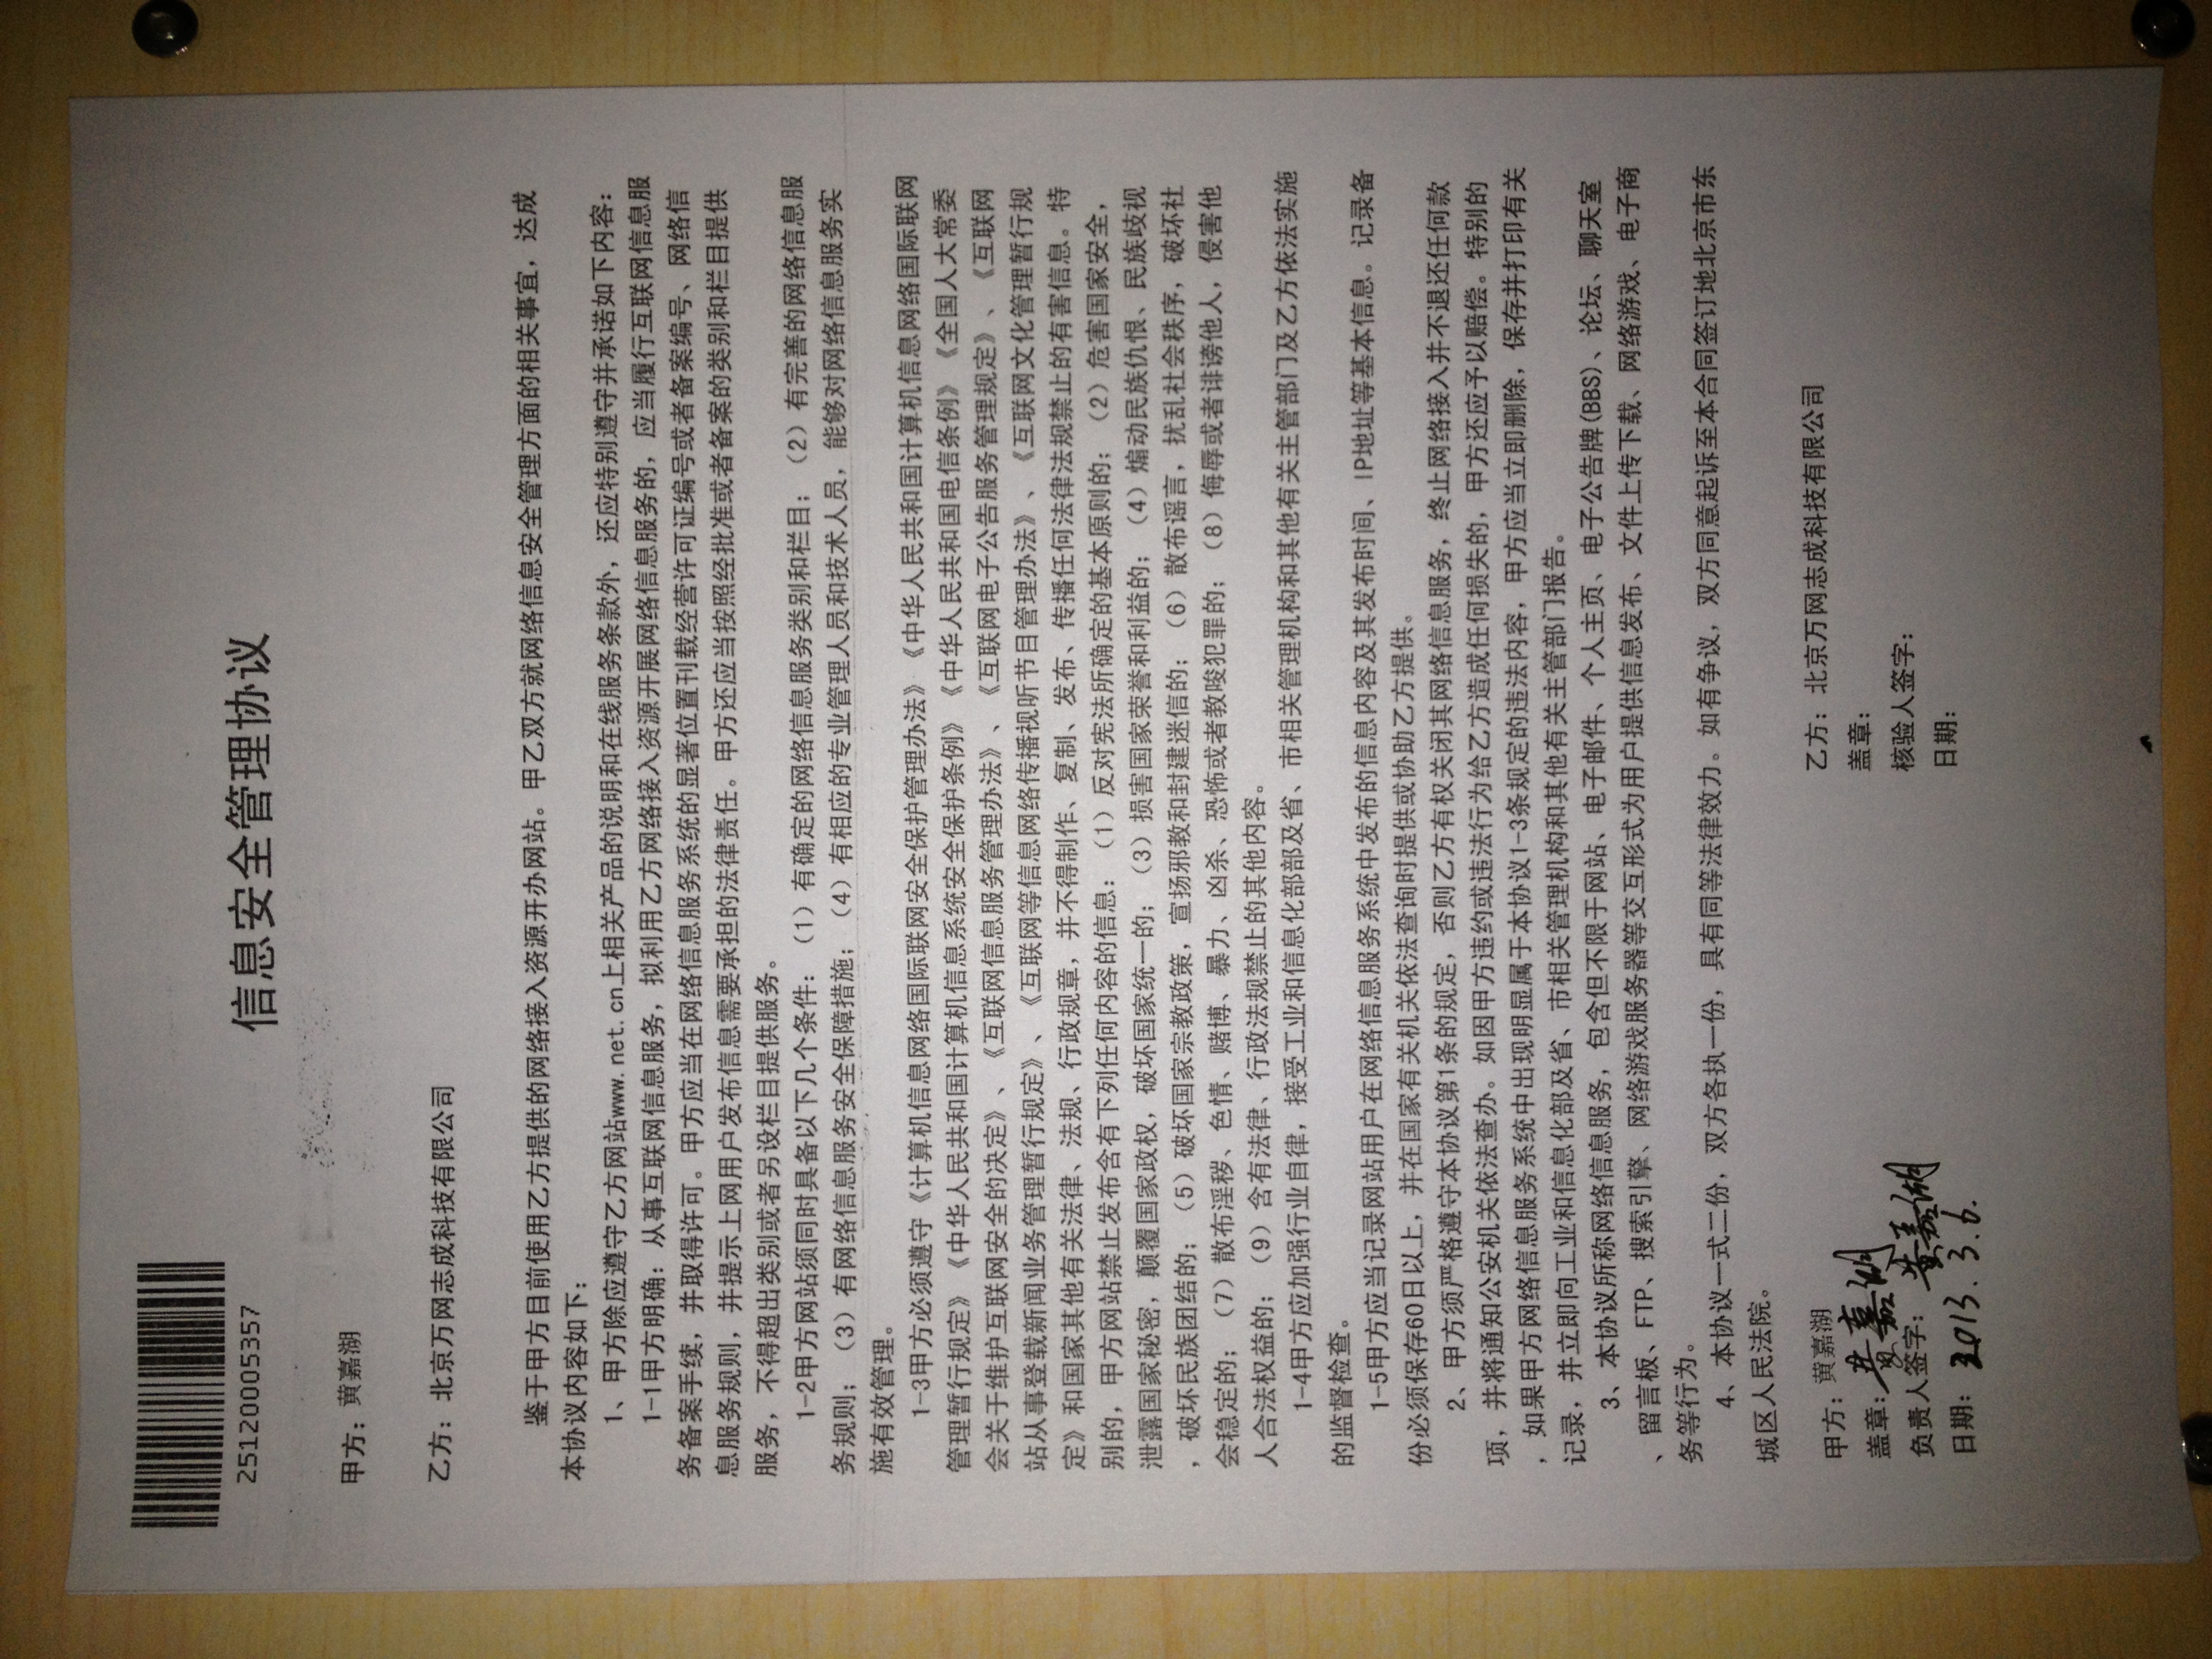 25120005357
信息安全管理协议
甲方：黄嘉湖
乙方：北京万网志成科技有限公司
鉴于甲方目前使用乙方提供的网络接入资源开办网站。甲乙双方就网络信息安全管理方面的相关事宜，达成
本协议内容如下：
1、甲方除应遵守乙方网站www.net.cn上相关产品的说明和在线服务条款外，还应特别遵守并承诺如下内容：
1-1甲方明确：从事互联网信息服务，拟利用乙方网络接入资源开展网络信息服务的，应当履行互联网信息服
务备案手续，并取得许可。甲方应当在网络信息服务系统的显著位置刊载经营许可证编号或者备案编号、网络信
息服务规则，并提示上网用户发布信息需要承担的法律责任。甲方还应当按照经批准或者备案的类别和栏目提供
服务，不得超出类别或者另设栏目提供服务。
1-2甲方网站须同时具备以下几个条件：（1）有确定的网络信息服务类别和栏目；（2）有完善的网络信息服
务规则；（3）有网络信息服务安全保障措施；（4）有相应的专业管理人员和技术人员，能够对网络信息服务实
施有效管理。
1-3甲方必须遵守《计算机信息网络国际联网安全保护管理办法》《中华人民共和国计算机信息网络国际联网
管理暂行规定》《中华人民共和国计算机信息系统安全保护条例》《中华人民共和国电信条例》《全国人大常委
会关于维护互联网安全的决定》、《互联网信息服务管理办法》、《互联网电子公告服务管理规定》、《互联网
站从事登载新闻业务管理暂行规定》、《互联网等信息网络传播视听节目管理办法》、《互联网文化管理暂行规
定》和国家其他有关法律、法规、行政规章，并不得制作、复制、发布、传播任何法律法规禁止的有害信息。特
别的，甲方网站禁止发布含有下列任何内容的信息：（1）反对宪法所确定的基本原则的；（2）危害国家安全，
泄露国家秘密，颠覆国家政权，破坏国家统一的；（3）损害国家荣誉和利益的；（4）煽动民族仇恨、民族歧视
，破坏民族团结的；（5）破坏国家宗教政策，宣扬邪教和封建迷信的；（6）散布谣言，扰乱社会秩序，破坏社
会稳定的；（7）散布淫秽、色情、赌博、暴力、凶杀、恐怖或者教唆犯罪的；（8）侮辱或者诽谤他人，侵害他
人合法权益的；（9）含有法律、行政法规禁止的其他内容。
1-4甲方应加强行业自律，接受工业和信息化部部及省、市相关管理机构和其他有关主管部门及乙方依法实施
的监督检查。
1-5甲方应当记录网站用户在网络信息服务系统中发布的信息内容及其发布时间、IP地址等基本信息。记录备
份必须保存60日以上，并在国家有关机关依法查询时提供或协助乙方提供。
2、甲方须严格遵守本协议第1条的规定，否则乙方有权关闭其网络信息服务，终止网络接入并不退还任何款
项，并将通知公安机关依法查办。如因甲方违约或违法行为给乙方造成任何损失的，甲方还应予以赔偿。特别的
，如果甲方网络信息服务系统中出现明显属于本协议1-3条规定的违法内容，甲方应当立即删除，保存并打印有关
记录，并立即向工业和信息化部及省、市相关管理机构和其他有关主管部门报告。
3、本协议所称网络信息服务，包含但不限于网站、电子邮件、个人主页、电子公告牌(BBS)、论坛、聊天室
、留言板、FTP、搜索引擎、网络游戏服务器等交互形式为用户提供信息发布、文件上传下载、网络游戏、电子商
务等行为。
4、本协议一式二份，双方各执一份，具有同等法律效力。如有争议，双方同意起诉至本合同签订地北京市东
城区人民法院。
甲方：黄嘉湖
盖章：黄嘉湖
负责人签字：黄嘉湖
日期：2013.3.6.
乙方：北京万网志成科技有限公司
盖章：
核验人签字：
日期：